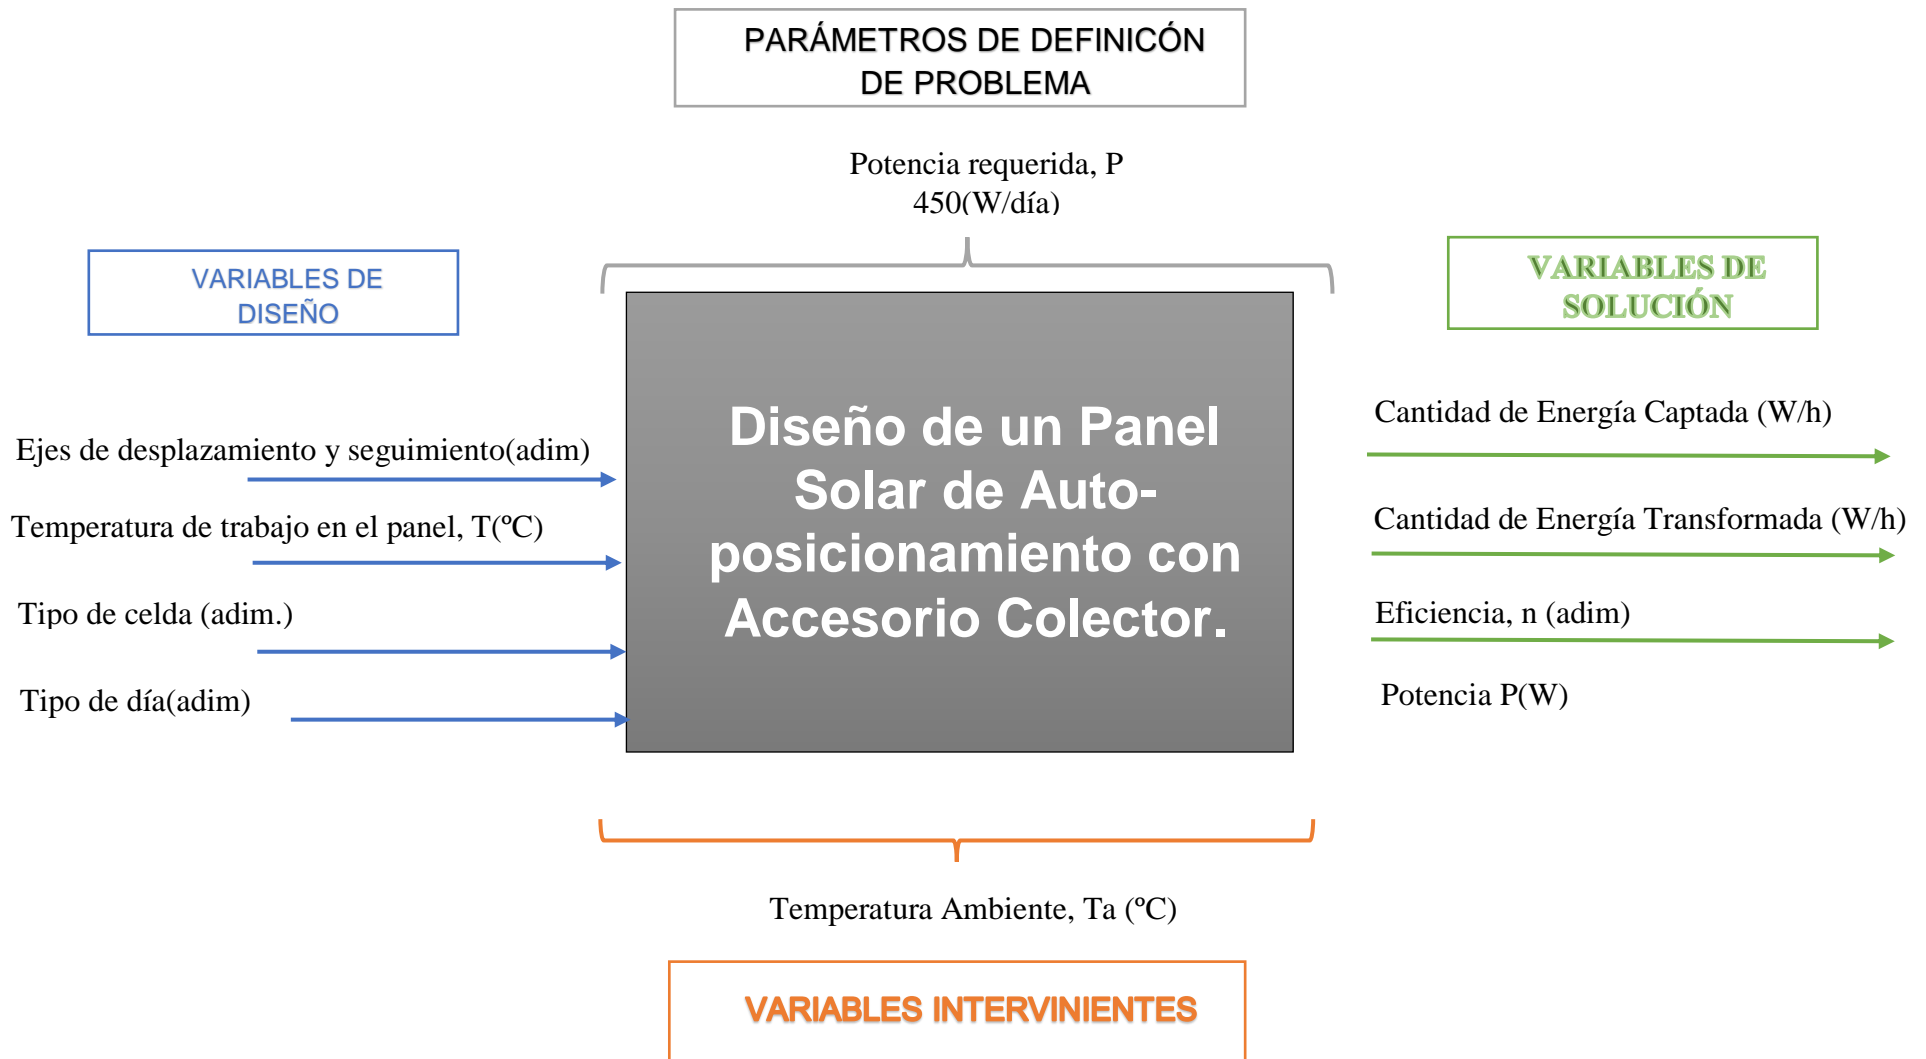 PARÁMETROS DE DEFINICÓN
DE PROBLEMA
Potencia requerida, P
450(W/día)
VARIABLES DE
DISEÑO
Ejes de desplazamiento y seguimiento(adim)
Temperatura de trabajo en el panel, T(ºC)
Tipo de celda (adim.)
Tipo de día(adim)
Diseño de un Panel
Solar de Auto-
posicionamiento con
Accesorio Colector.
VARIABLES DE
SOLUCIÓN
Cantidad de Energía Captada (W/h)
Cantidad de Energía Transformada (W/h)
Eficiencia, n (adim)
Potencia P(W)
Temperatura Ambiente, Ta (ºC)
VARIABLES INTERVINIENTES